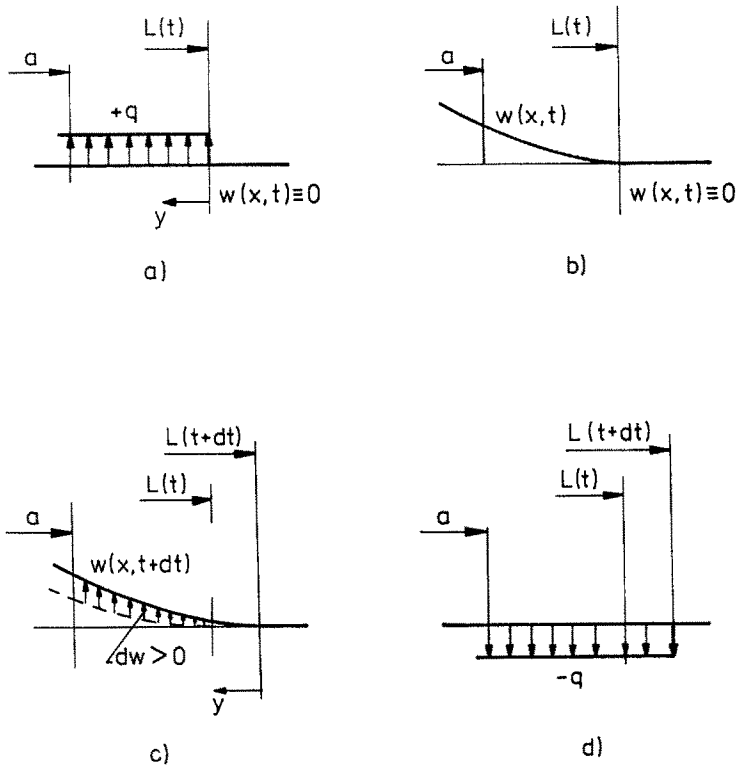 L(t)
a
+q
w(x,t)≡0
y
a)
L(t)
a
w(x,t)
w(x,t)≡0
b)
L(t+dt)
L(t)
a
w(x,t+dt)
dw>0
y
c)
L(t+dt)
L(t)
a
-q
d)